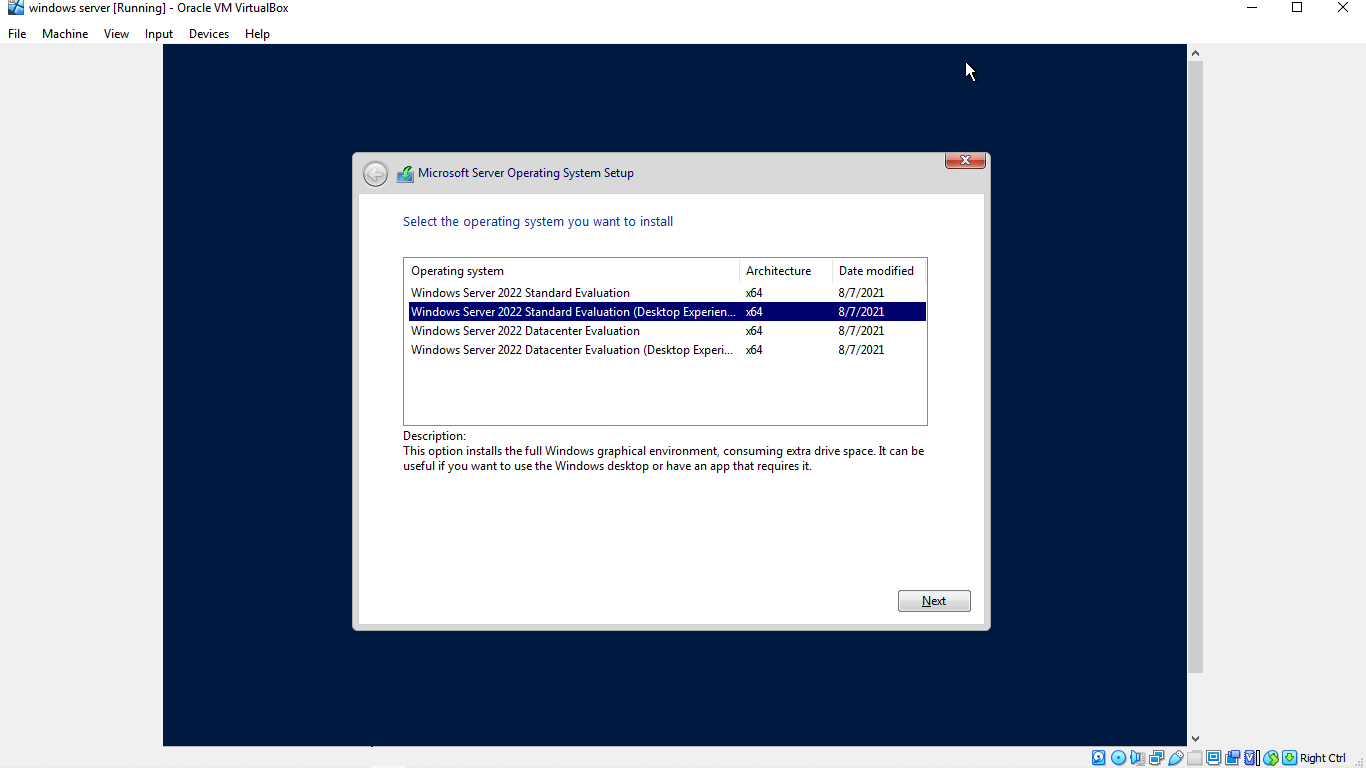 windows server [Running] - Oracle VM VirtualBox
File Machine View Input Devices Help
Microsoft Server Operating System Setup
Select the operating system you want to install
Operating system Architecture Date modified
Windows Server 2022 Standard Evaluation x64 8/7/2021
Windows Server 2022 Standard Evaluation (Desktop Experien... x64 8/7/2021
Windows Server 2022 Datacenter Evaluation x64 8/7/2021
Windows Server 2022 Datacenter Evaluation (Desktop Experi... x64 8/7/2021
Description:
This option installs the full Windows graphical environment, consuming extra drive space. It can be
useful if you want to use the Windows desktop or have an app that requires it.
Next
Right Ctrl